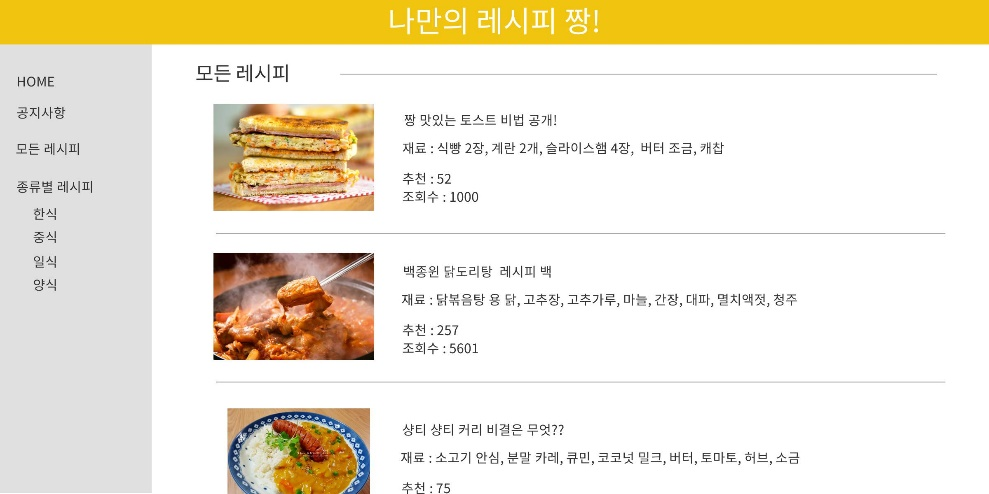 나만의 레시피 짱!
HOME
공지사항
모든 레시피
종류별 레시피
한식
중식
일식
양식
모든 레시피
짱 맛있는 토스트 비법 공개!
재료 : 식빵 2장, 계란 2개, 슬라이스햄 4장, 버터 조금, 캐찹
추천 : 52
조회수 : 1000
백종윈 닭도리탕 레시피 백
재료 : 닭볶음탕 용 닭, 고추장, 고추가루, 마늘, 간장, 대파, 멸치액젓, 청주
추천 : 257
조회수 : 5601
샹티 샹티 커리 비결은 무엇??
재료 : 소고기 안심, 분말 카레, 큐민, 코코넛 밀크, 버터, 토마토, 허브, 소금
추천 : 75